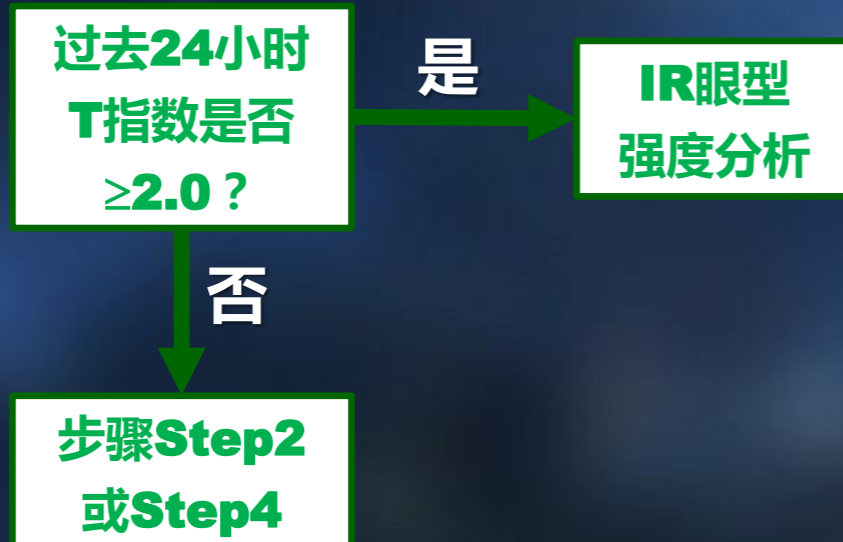 过去24小时
T指数是否
≥2.0？
是
IR眼型
强度分析
否
步骤Step2
或Step4